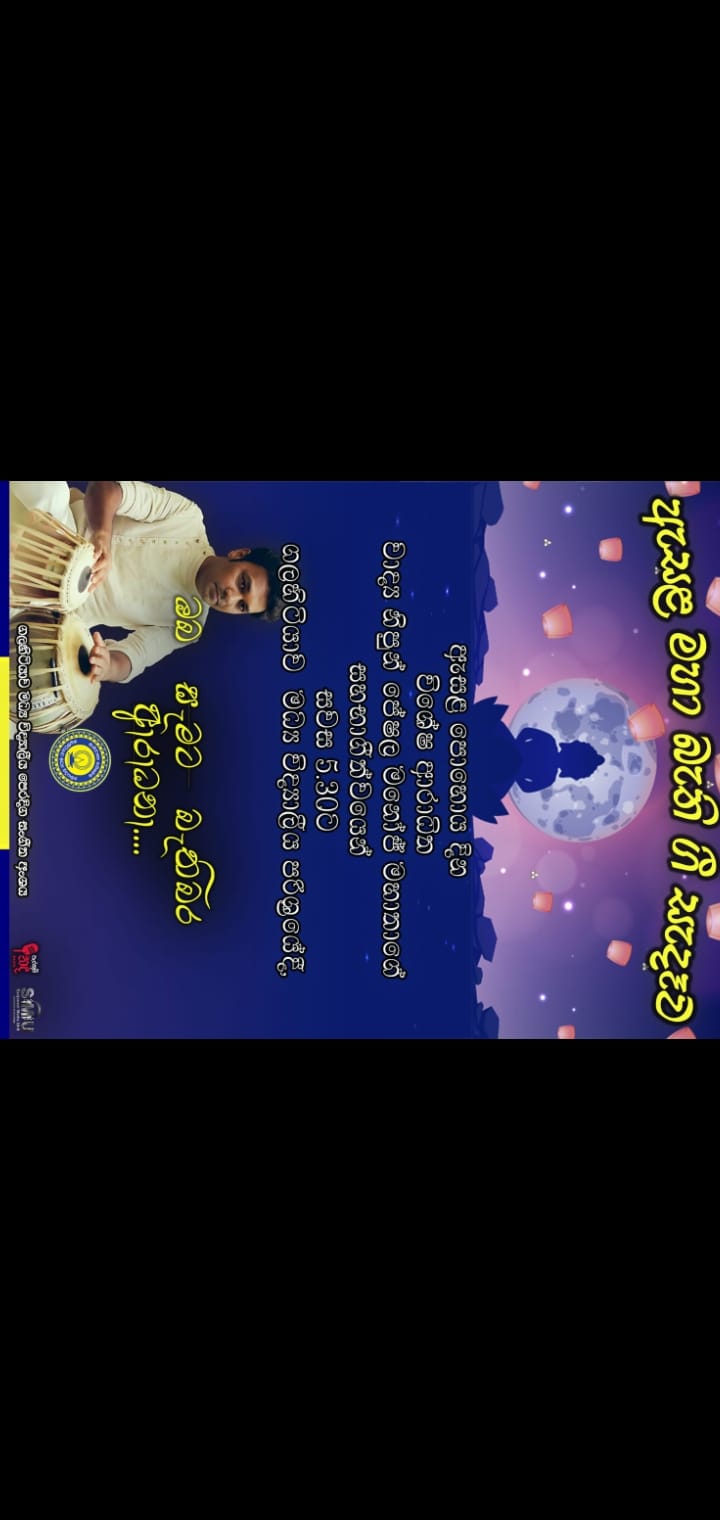 ඇසළ මහා බැති ගී සැදෑව
ඇසළ පොහොය දින
විශේෂ ආරාධිත
වාද්‍ය නිපුන් පේෂල මනෝජ් මහාතාගේ
සහභාගීත්වයෙන්
සවස 5.30ට
ගලහිටියාව මධ්‍ය විද්‍යාලීය පරිශ්‍රයේදී,
ඔබ සැමට බැතිබර
ආරාධනා....
ගලහිටියාව මධ්‍ය විද්‍යාලීය පෙරදිග සංගීත අංශය